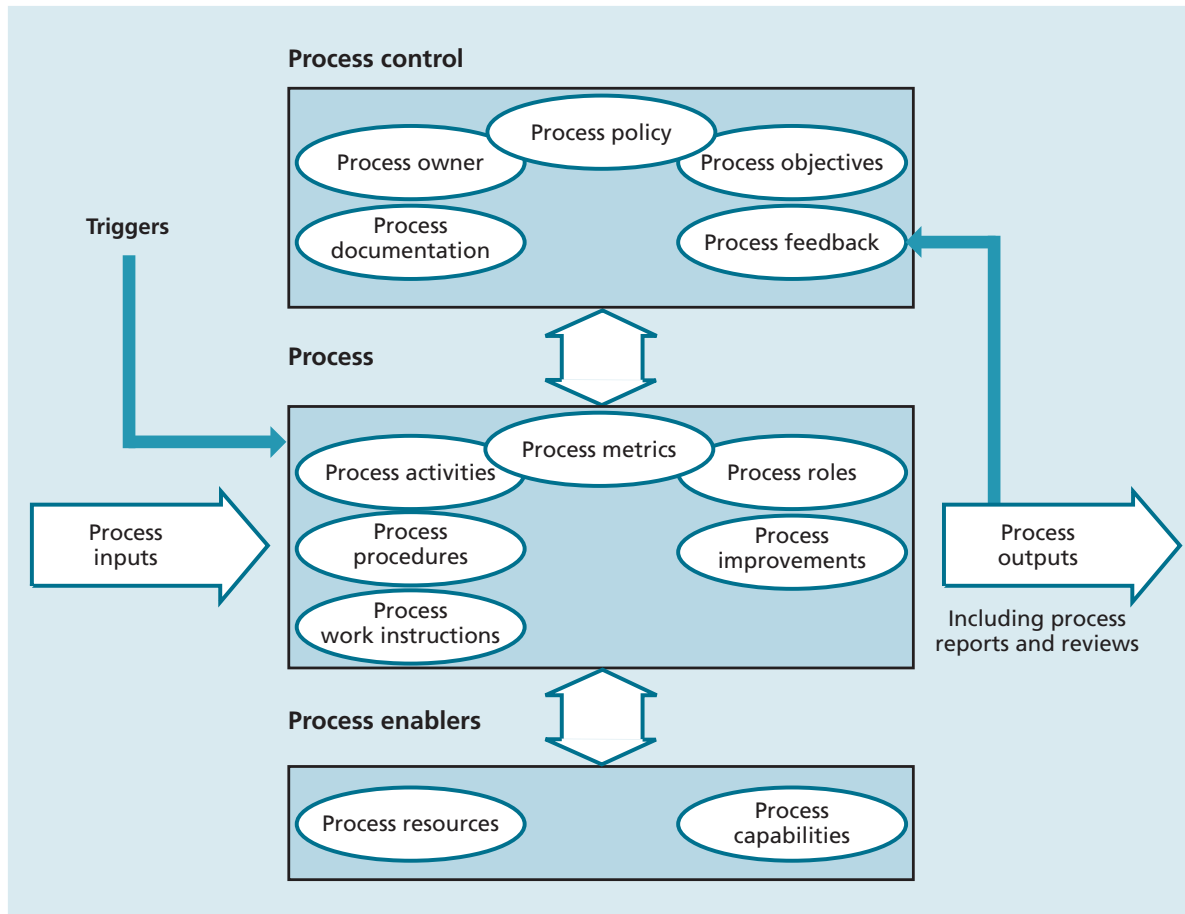 Process control
Process policy
Process owner
Process objectives
Process
documentation
Process feedback
Triggers
Process
Process metrics
Process activities
Process roles
Process
procedures
Process
improvements
Process
work instructions
Process
inputs
Process
outputs
Including process
reports and reviews
Process enablers
Process resources
Process
capabilities